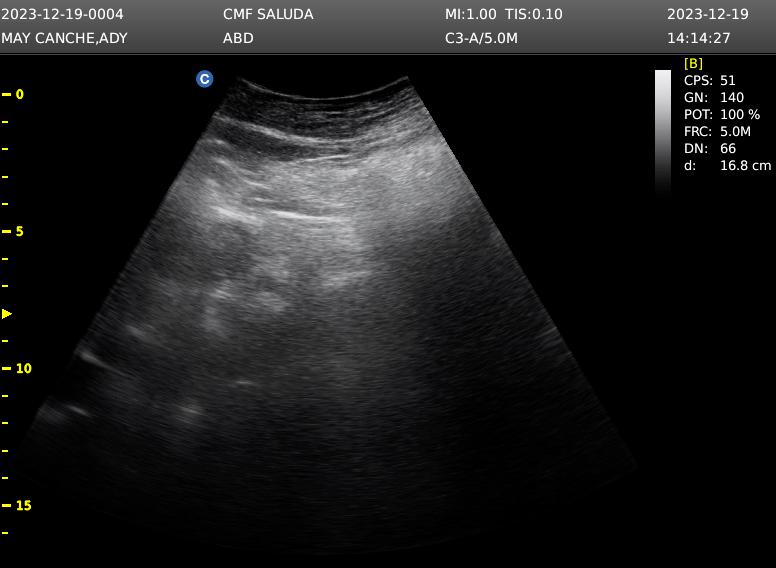 2023-12-19-0004 CMF SALUDA MI:1.00 TIS:0.10 2023-12-19
MAY CANCHE,ADY ABD C3-A/5.0M 14:14:27
[B]
CPS: 51
GN: 140
POT: 100 %
FRC: 5.0M
DN: 66
d: 16.8 cm
C
0
5
10
15